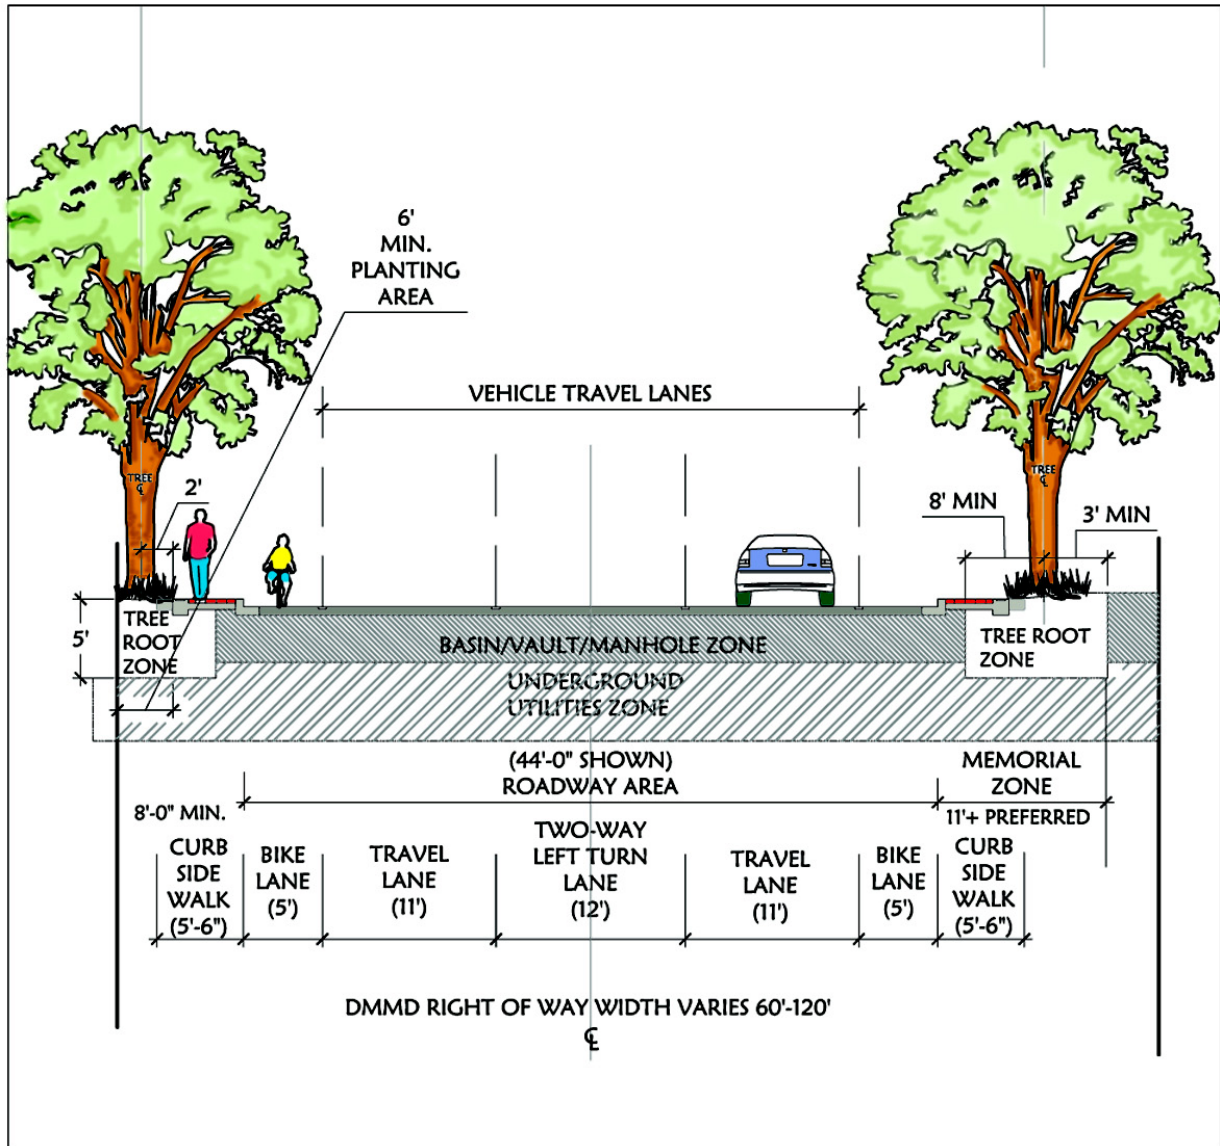 6'
MIN.
PLANTING
AREA
VEHICLE TRAVEL LANES
TREE
℄
2'
TREE
℄
8' MIN
3' MIN
5'
TREE
ROOT
ZONE
BASIN/VAULT/MANHOLE ZONE
TREE ROOT
ZONE
UNDERGROUND
UTILITIES ZONE
(44'-0" SHOWN)
ROADWAY AREA
MEMORIAL
ZONE
8'-0" MIN.
11'+ PREFERRED
CURB
SIDE
WALK
(5'-6")
BIKE
LANE
(5')
TRAVEL
LANE
(11')
TWO-WAY
LEFT TURN
LANE
(12')
TRAVEL
LANE
(11')
BIKE
LANE
(5')
CURB
SIDE
WALK
(5'-6")
DMMD RIGHT OF WAY WIDTH VARIES 60'-120'
℄